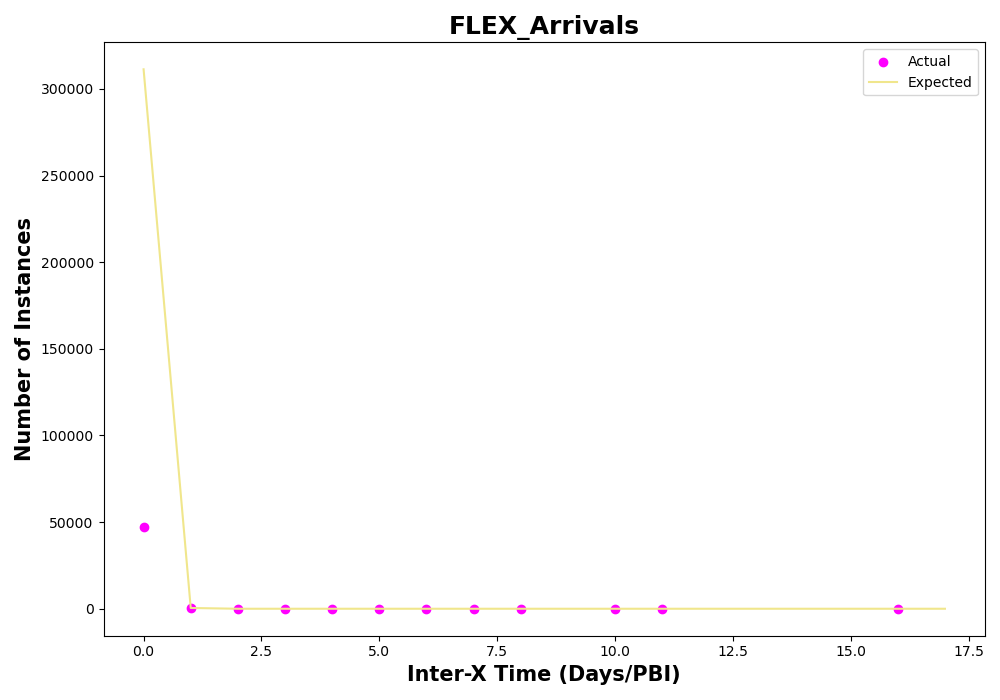 FLEX_Arrivals
Actual
Expected
Number of Instances
300000
250000
200000
150000
100000
50000
0
0.0 2.5 5.0 7.5 10.0 12.5 15.0 17.5
Inter-X Time (Days/PBI)